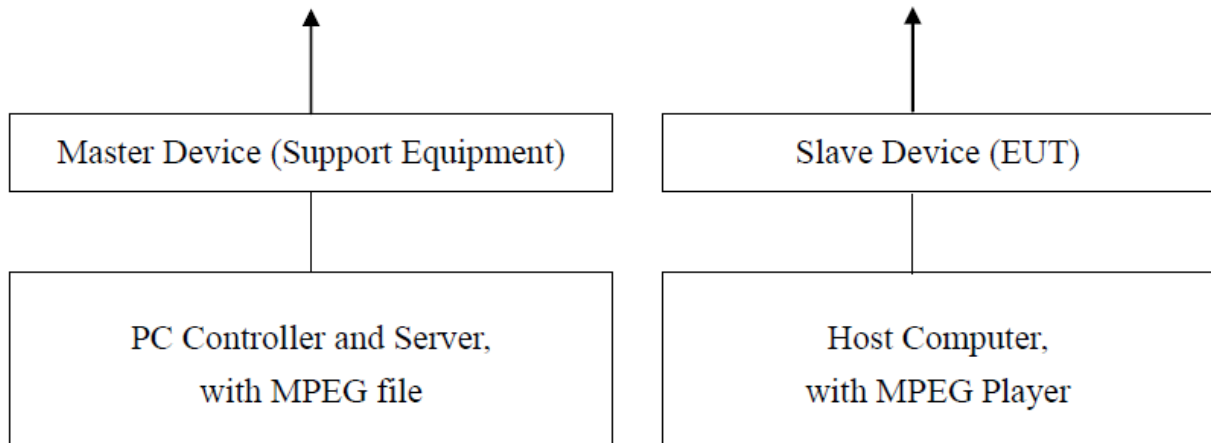 Master Device (Support Equipment)
Slave Device (EUT)
PC Controller and Server,
with MPEG file
Host Computer,
with MPEG Player